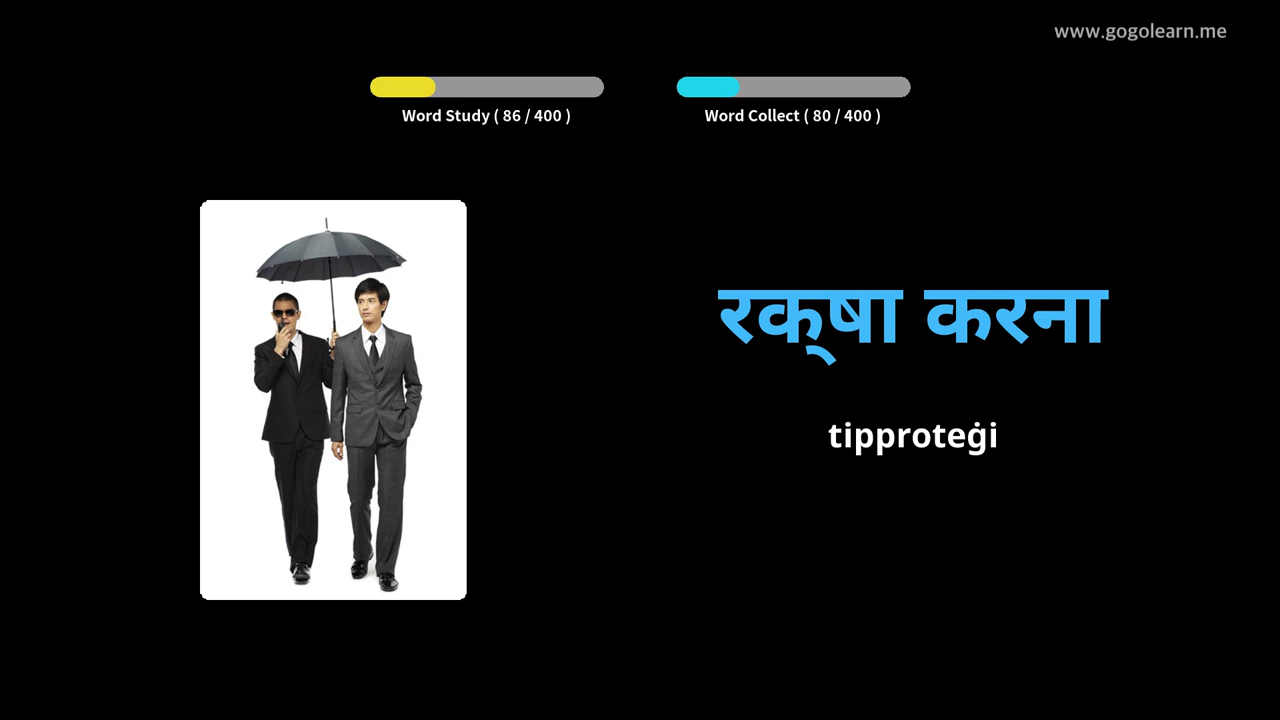 www.gogolearn.me
Word Study ( 86 / 400 )
Word Collect ( 80 / 400 )
रक्‌षा करना
tipproteġi